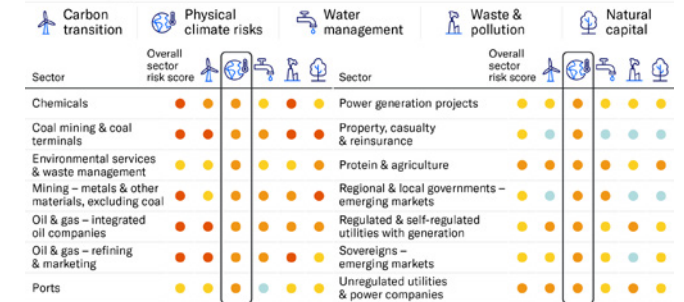 Carbon
transition
Physical
climate risks
Water
management
Waste &
pollution
Natural
capital
Sector
Overall
sector
risk score
Chemicals
Coal mining & coal
terminals
Environmental services
& waste management
Mining – metals & other
materials, excluding coal
Oil & gas – integrated
oil companies
Oil & gas – refining
& marketing
Ports
Sector
Overall
sector
risk score
Power generation projects
Property, casualty
& reinsurance
Protein & agriculture
Regional & local governments –
emerging markets
Regulated & self-regulated
utilities with generation
Sovereigns –
emerging markets
Unregulated utilities
& power companies